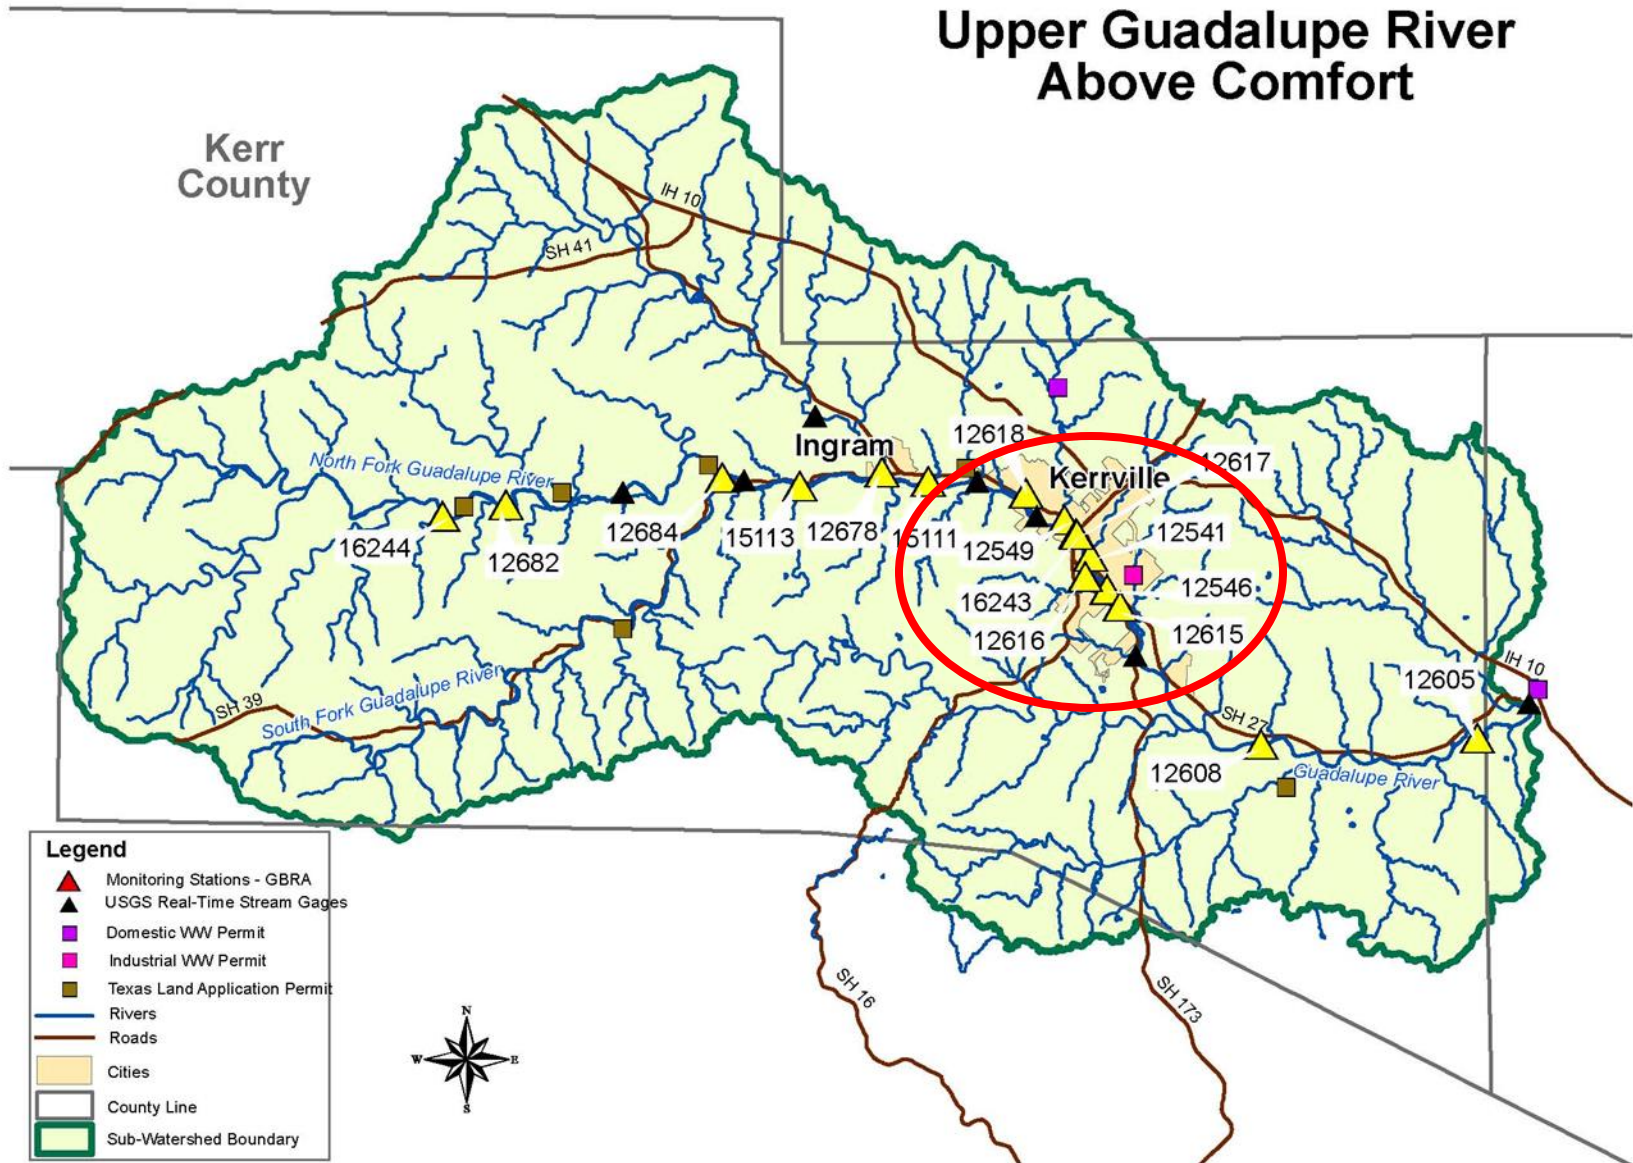 Upper Guadalupe River
Above Comfort
Kerr
County
IH 10
SH 41
Ingram
12618
Kerrville
12617
North Fork Guadalupe River
16244
12682
12684
15113
12678
15111
12549
12541
16243
12546
12616
12615
12605
IH 10
SH 39
South Fork Guadalupe River
SH 27
12608
Guadalupe River
SH 16
SH 173
Legend
Monitoring Stations - GBRA
USGS Real-Time Stream Gages
Domestic WW Permit
Industrial WW Permit
Texas Land Application Permit
Rivers
Roads
Cities
County Line
Sub-Watershed Boundary
N
W
E
S